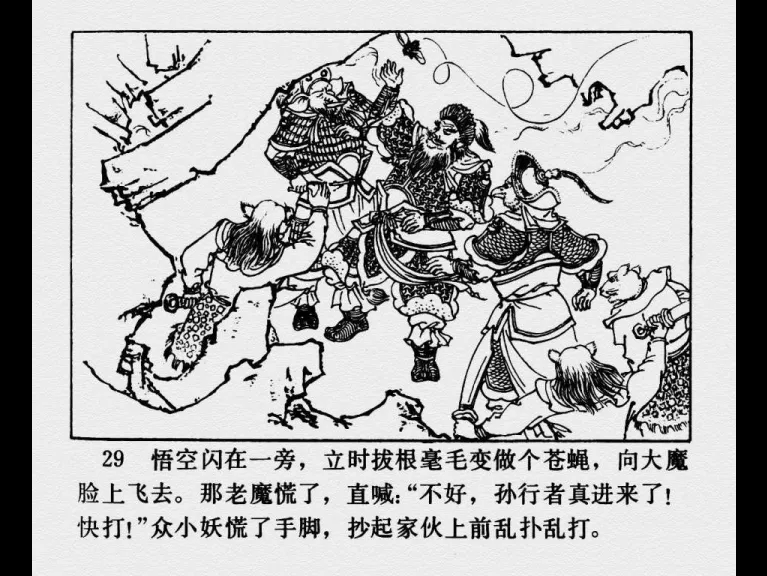 29 悟空闪在一旁，立时拔根毫毛变做个苍蝇，向大魔
脸上飞去。那老魔慌了，直喊：“不好，孙行者真进来了！
快打！”众小妖慌了手脚，抄起家伙上前乱扑乱打。